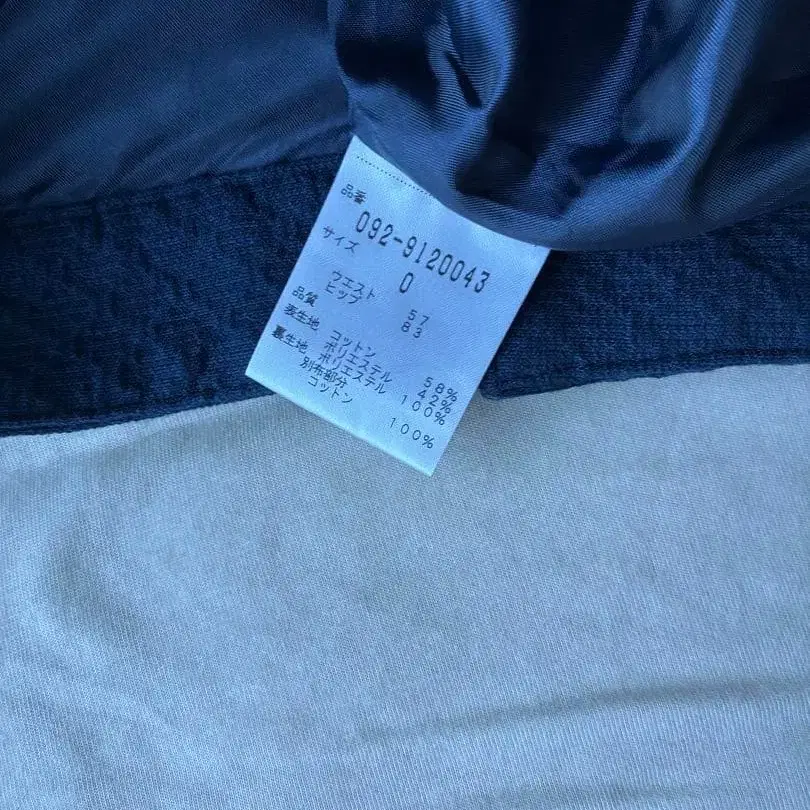 品番
092-9120043
サイズ 0
ウエスト 57
ヒップ 83
品質
表生地 コットン 58%
ポリエステル 42%
裏生地 ポリエステル 100%
別布部分
コットン 100%